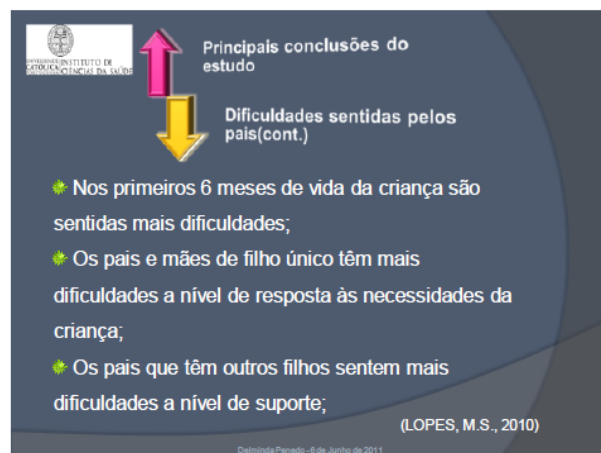 UNIVERSIDADE INSTITUTO DE
CATÓLICA CIÊNCIAS DA SAÚDE
Principais conclusões do
estudo
Dificuldades sentidas pelos
pais(cont.)
Nos primeiros 6 meses de vida da criança são
sentidas mais dificuldades;
Os pais e mães de filho único têm mais
dificuldades a nível de resposta às necessidades da
criança;
Os pais que têm outros filhos sentem mais
dificuldades a nível de suporte;
(LOPES, M.S., 2010)
Delminda Penedo - 6 de Junho de 2011